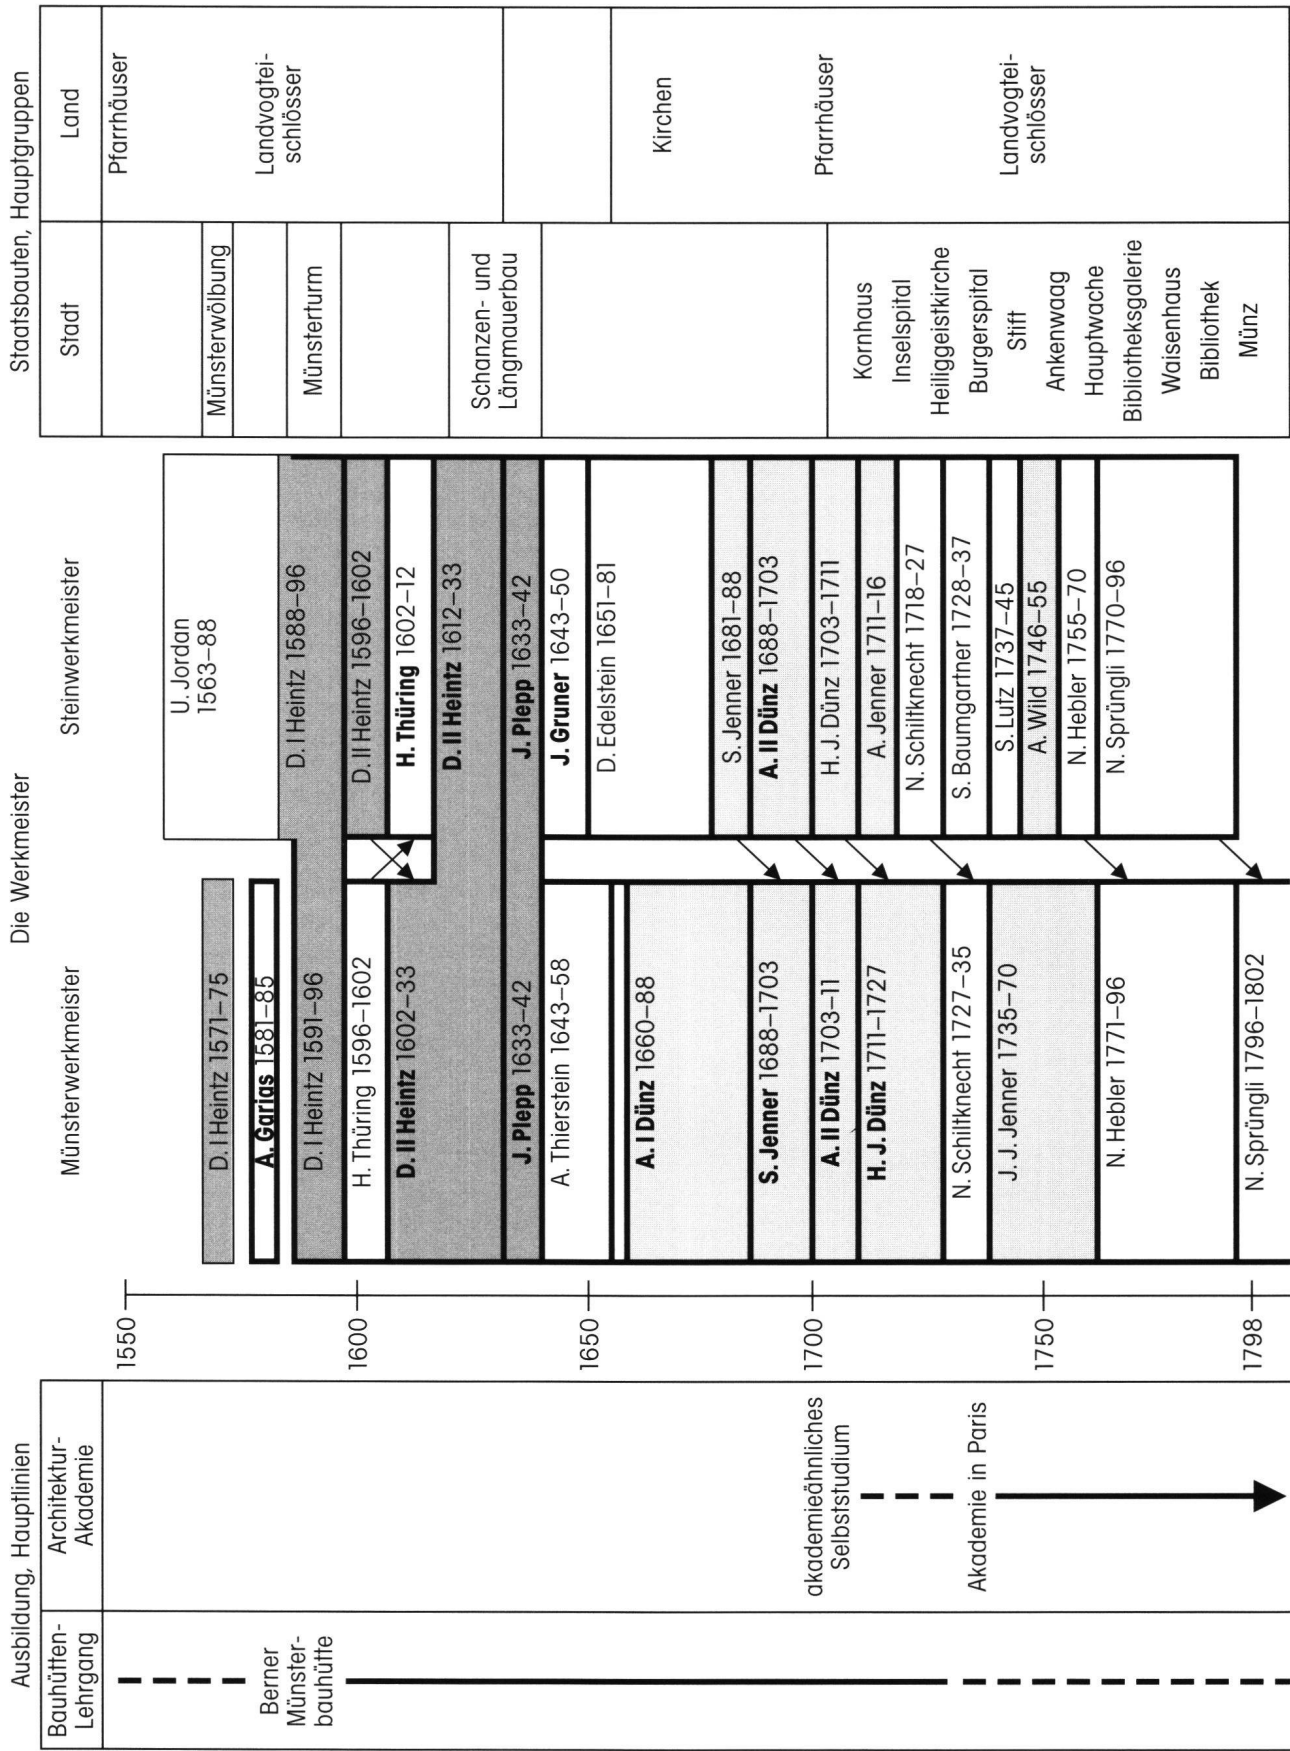 Ausbildung, Hauptlinien
Bauhütten-
Lehrgang
Architektur-
Akademie
Berner
Münster-
bauhütte
akademieähnliches
Selbststudium
Akademie in Paris
1550
1600
1650
1700
1750
1798
Die Werkmeister
Münsterwerkmeister
D. I Heintz 1571–75
A. Garias 1581–85
D. I Heintz 1591–96
H. Thüring 1596–1602
D. II Heintz 1602–33
J. Plepp 1633–42
A. Thierstein 1643–58
A. I Dünz 1660–88
S. Jenner 1688–1703
A. II Dünz 1703–11
H. J. Dünz 1711–1727
N. Schiltknecht 1727–35
J. J. Jenner 1735–70
N. Hebler 1771–96
N. Sprüngli 1796–1802
Steinwerkmeister
U. Jordan
1563–88
D. I Heintz 1588–96
D. II Heintz 1596–1602
H. Thüring 1602–12
D. II Heintz 1612–33
J. Plepp 1633–42
J. Gruner 1643–50
D. Edelstein 1651–81
S. Jenner 1681–88
A. II Dünz 1688–1703
H. J. Dünz 1703–1711
A. Jenner 1711–16
N. Schiltknecht 1718–27
S. Baumgartner 1728–37
S. Lutz 1737–45
A. Wild 1746–55
N. Hebler 1755–70
N. Sprüngli 1770–96
Staatsbauten, Hauptgruppen
Stadt
Münsterwölbung
Münsterturm
Schanzen- und
Längmauerbau
Kornhaus
Inselspital
Heiliggeistkirche
Burgerspital
Stift
Ankenwaag
Hauptwache
Bibliotheksgalerie
Waisenhaus
Bibliothek
Münz
Land
Pfarrhäuser
Landvogtei-
schlösser
Kirchen
Pfarrhäuser
Landvogtei-
schlösser